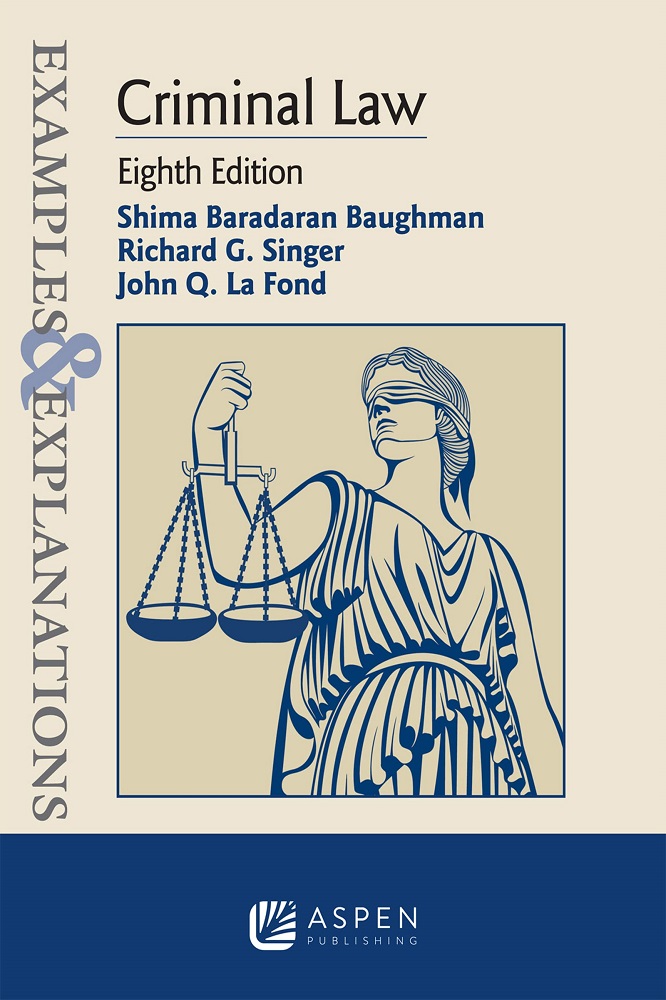 EXAMPLES & EXPLANATIONS
Criminal Law
Eighth Edition
Shima Baradaran Baughman
Richard G. Singer
John Q. La Fond
ASPEN
PUBLISHING